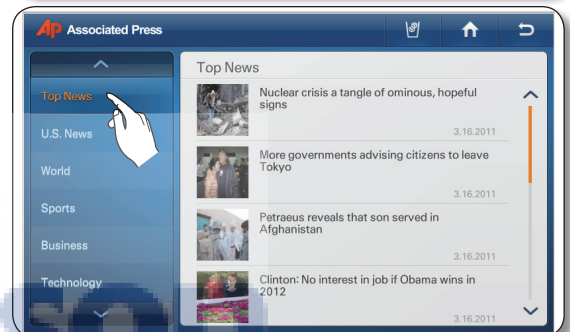 AP Associated Press
Top News
U.S. News
World
Sports
Business
Technology
Top News
Nuclear crisis a tangle of ominous, hopeful
signs
3.16.2011
More governments advising citizens to leave
Tokyo
3.16.2011
Petraeus reveals that son served in
Afghanistan
3.16.2011
Clinton: No interest in job if Obama wins in
2012
3.16.2011